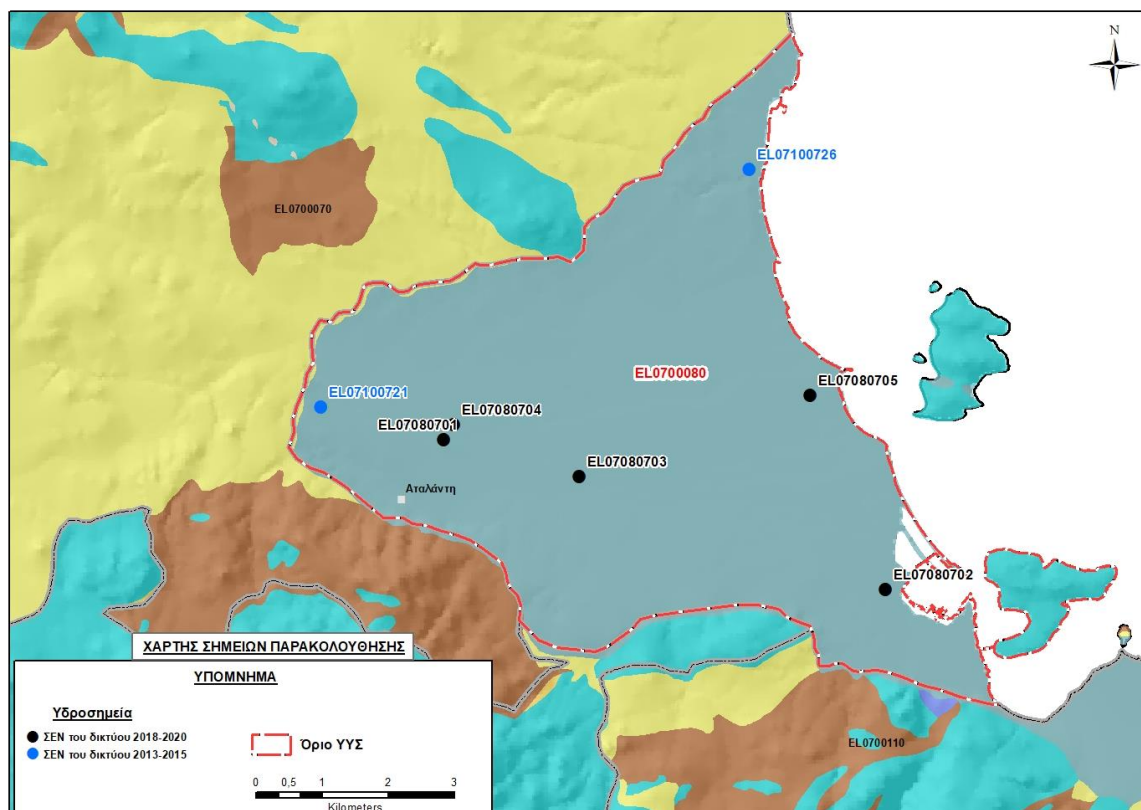 N
EL07100726
EL0700070
EL0700080
EL07080705
EL07100721
EL07080704
EL07080701
EL07080703
Αταλάντη
EL07080702
ΧΑΡΤΗΣ ΣΗΜΕΙΩΝ ΠΑΡΑΚΟΛΟΥΘΗΣΗΣ
ΥΠΟΜΝΗΜΑ
Υδροσημεία
ΣΕΝ του δικτύου 2018-2020
ΣΕΝ του δικτύου 2013-2015
Όριο ΥΥΣ
0 0,5 1 2 3
Kilometers
EL0700110